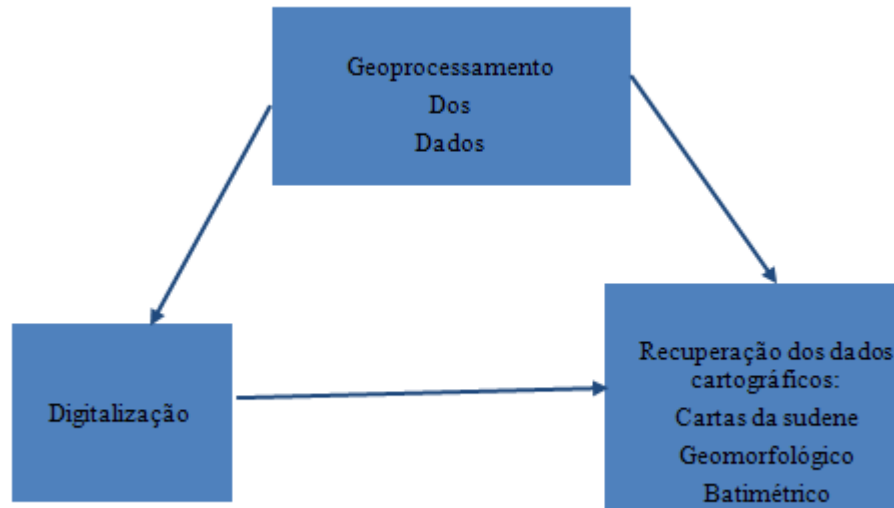 Geoprocessamento
Dos
Dados
Digitalização
Recuperação dos dados
cartográficos:
Cartas da sudene
Geomorfológico
Batimétrico